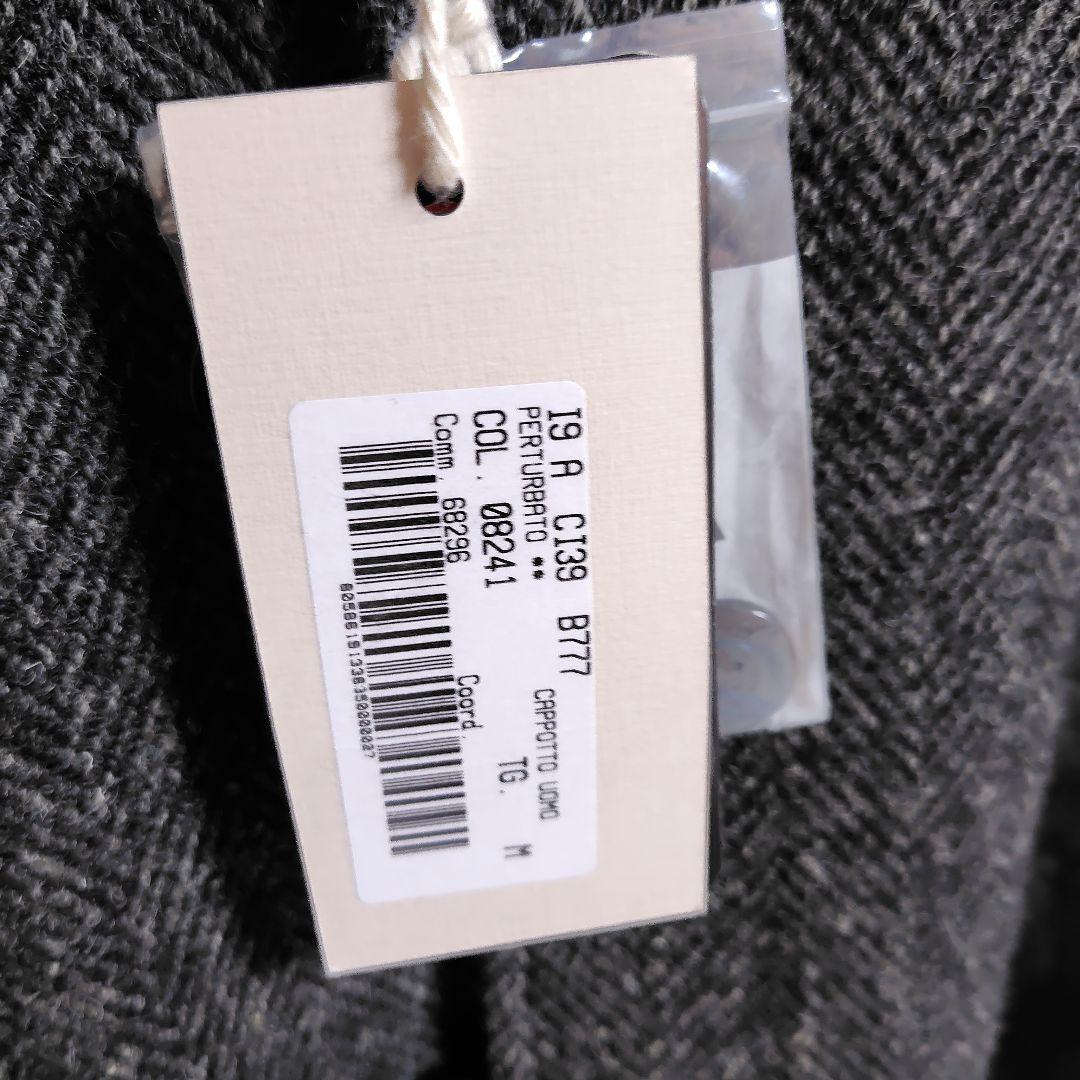 I9 A CI39 B777
PERTURBATO ** CAPPOTTO UOMO
COL. 08241 TG. M
Comm. 68296 Coord.